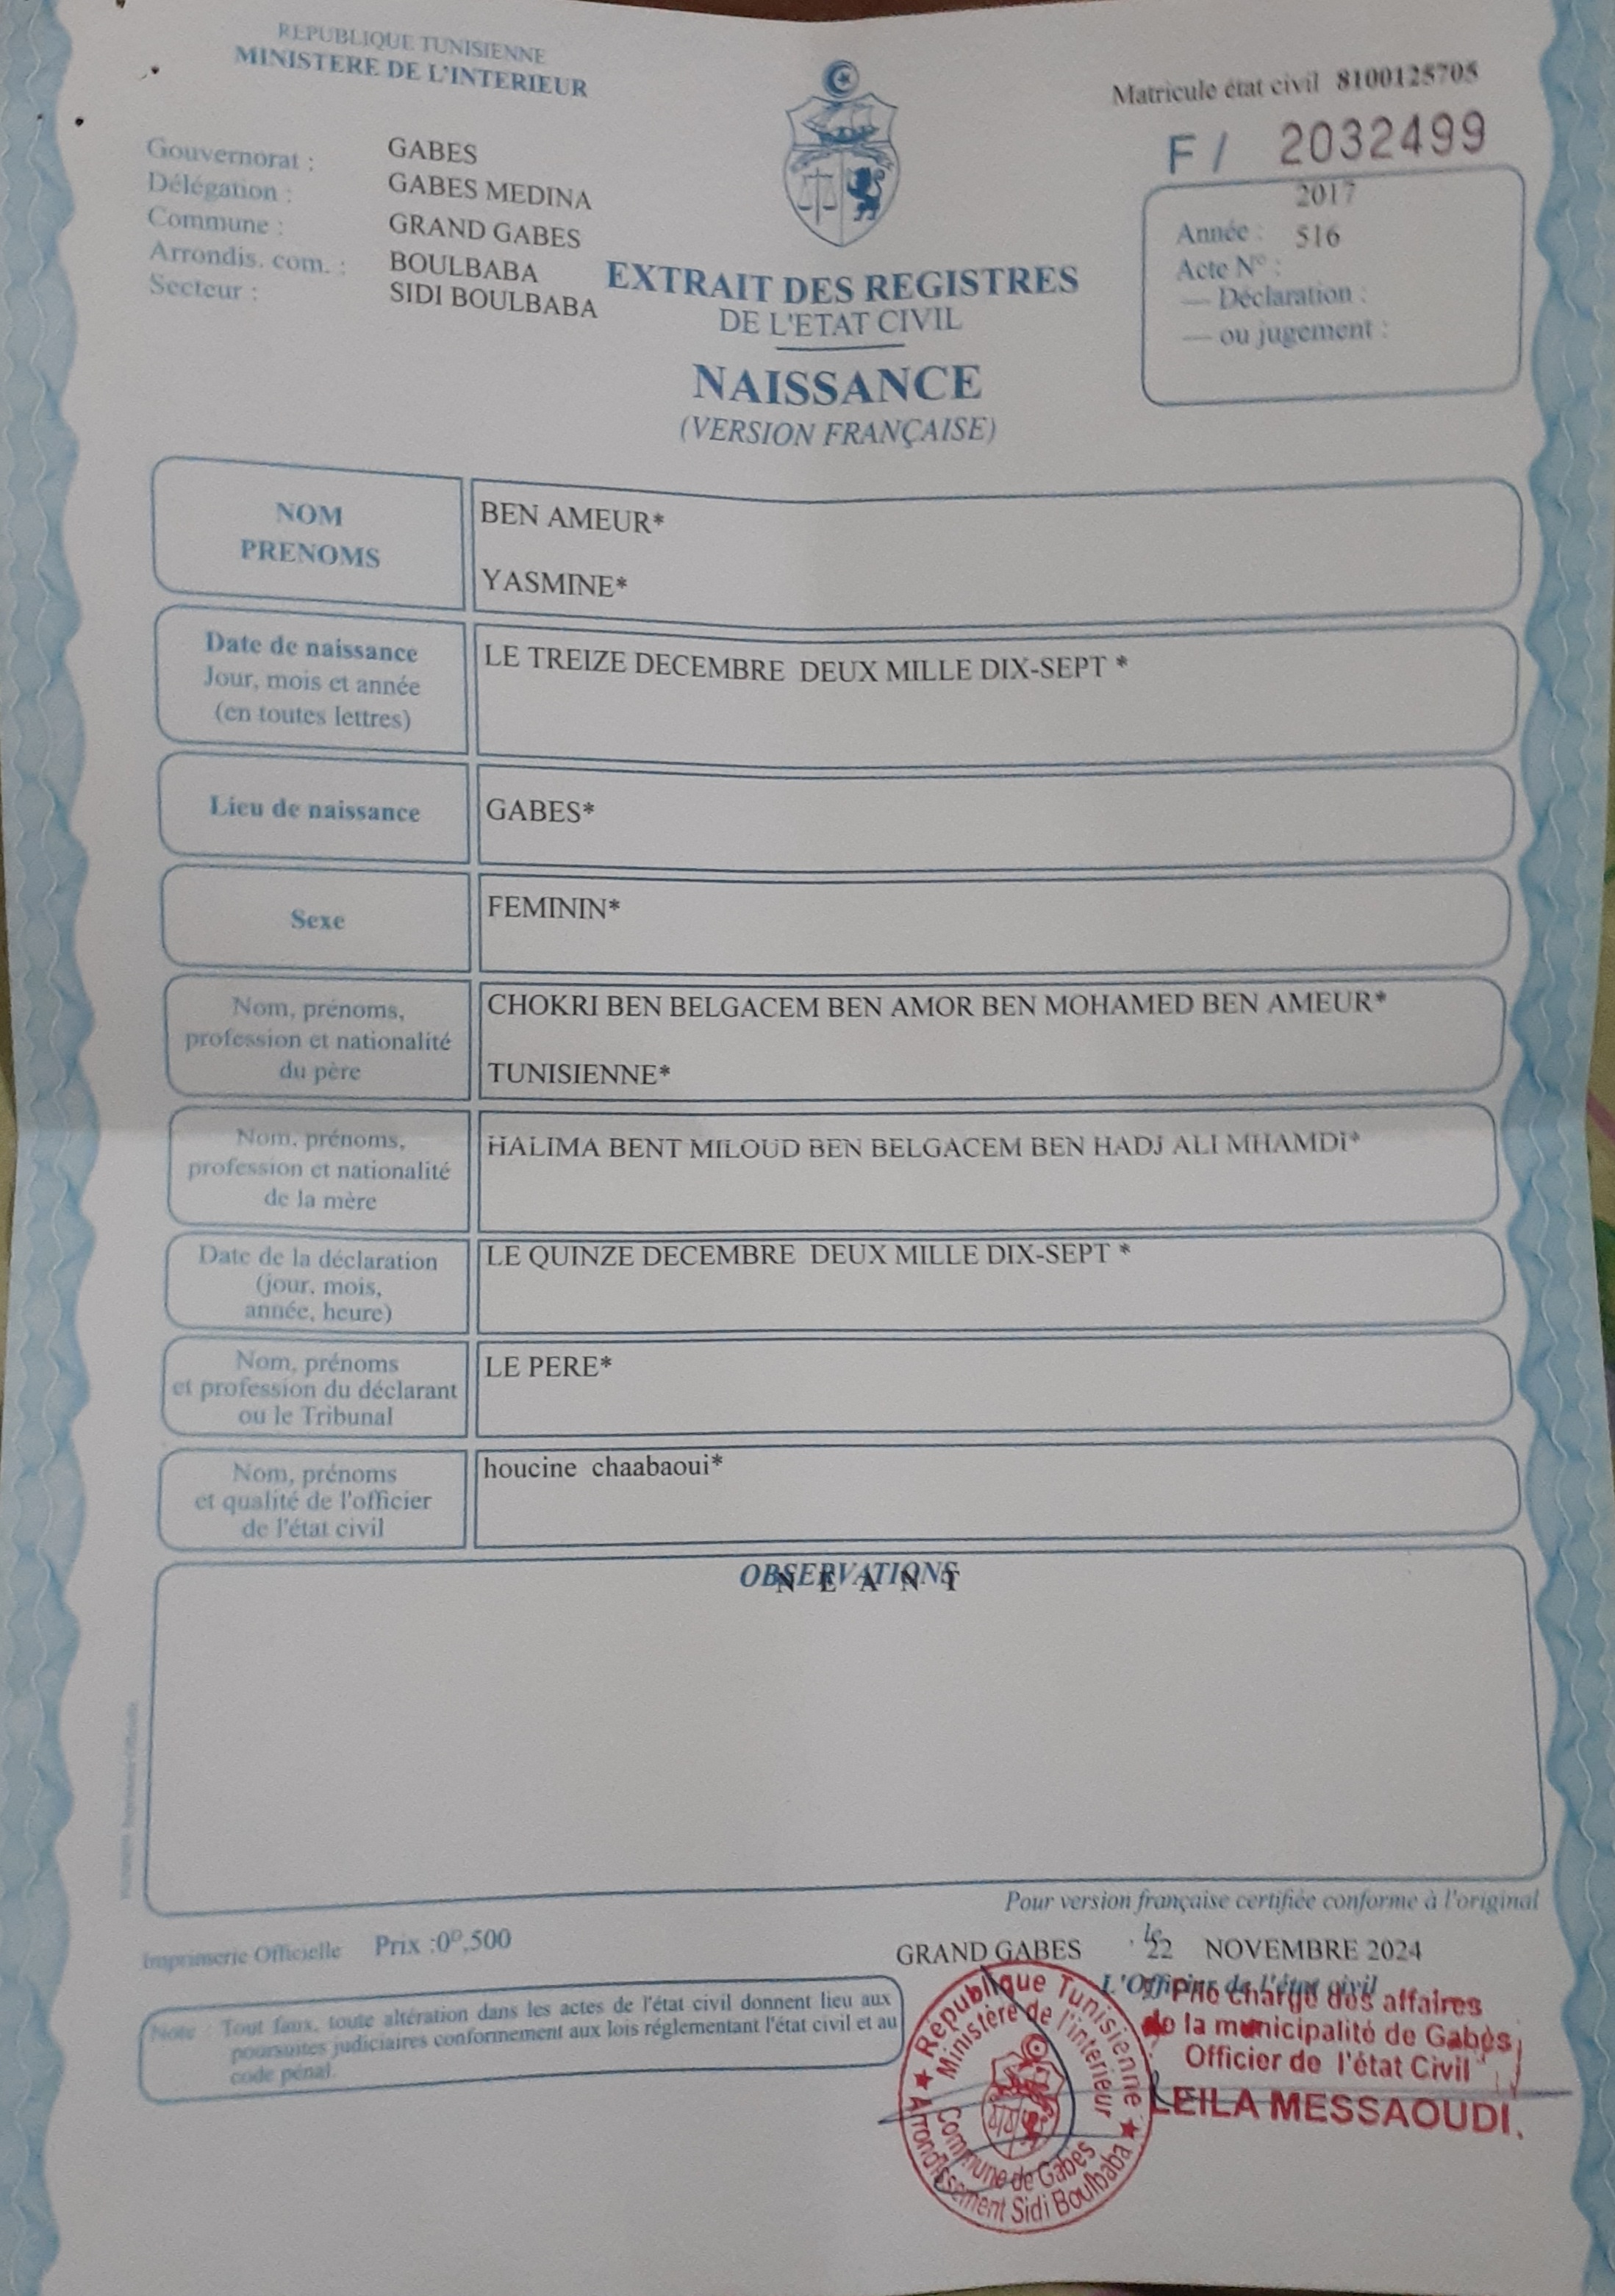 REPUBLIQUE TUNISIENNE
MINISTERE DE L'INTERIEUR
Gouvernorat : GABES
Délégation : GABES MEDINA
Commune : GRAND GABES
Arrondis. com. : BOULBABA
Secteur : SIDI BOULBABA
Matricule état civil 8100125705
F / 2032499
2017
Année : 516
Acte N° :
— Déclaration :
— ou jugement :
EXTRAIT DES REGISTRES
DE L'ETAT CIVIL
NAISSANCE
(VERSION FRANÇAISE)
NOM
PRENOMS
BEN AMEUR*
YASMINE*
Date de naissance
Jour, mois et année
(en toutes lettres)
LE TREIZE DECEMBRE DEUX MILLE DIX-SEPT *
Lieu de naissance
GABES*
Sexe
FEMININ*
Nom, prénoms,
profession et nationalité
du père
CHOKRI BEN BELGACEM BEN AMOR BEN MOHAMED BEN AMEUR*
TUNISIENNE*
Nom, prénoms,
profession et nationalité
de la mère
HALIMA BENT MILOUD BEN BELGACEM BEN HADJ ALI MHAMDI*
Date de la déclaration
(jour, mois,
année, heure)
LE QUINZE DECEMBRE DEUX MILLE DIX-SEPT *
Nom, prénoms
et profession du déclarant
ou le Tribunal
LE PERE*
Nom, prénoms
et qualité de l'officier
de l'état civil
houcine chaabaoui*
OBSERVATIONS
N E A N T
Pour version française certifiée conforme à l'original
Imprimerie Officielle Prix :0D,500
GRAND GABES le 22 NOVEMBRE 2024
L'Officier de l'état civil
Note : Tout faux, toute altération dans les actes de l'état civil donnent lieu aux
poursuites judiciaires conformement aux lois réglementant l'état civil et au
code pénal.
P/le Chargé des affaires
de la municipalité de Gabès
Officier de l'état Civil
LEILA MESSAOUDI.
République Tunisienne
Ministère de l'intérieur
Commune de Gabès
Arrondissement Sidi Boulbaba